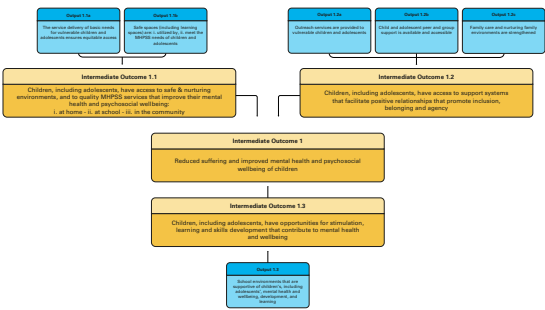 Output 1.1a
The service delivery of basic needs
for vulnerable children and
adolescents ensures equitable access
Output 1.1b
Safe spaces (including learning
spaces) are: i. utilized by, ii. meet the
MHPSS needs of children and
adolescents
Output 1.2a
Outreach services are provided to
vulnerable children and adolescents
Output 1.2b
Child and adolescent peer and group
support is available and accessible
Output 1.2c
Family care and nurturing family
environments are strengthened
Intermediate Outcome 1.1
Children, including adolescents, have access to safe & nurturing
environments, and to quality MHPSS services that improve their mental
health and psychosocial wellbeing:
i. at home - ii. at school - iii. in the community
Intermediate Outcome 1.2
Children, including adolescents, have access to support systems
that facilitate positive relationships that promote inclusion,
belonging and agency
Intermediate Outcome 1
Reduced suffering and improved mental health and psychosocial
wellbeing of children
Intermediate Outcome 1.3
Children, including adolescents, have opportunities for stimulation,
learning and skills development that contribute to mental health
and wellbeing
Output 1.3
School environments that are
supportive of children's, including
adolescents', mental health and
wellbeing, development, and
learning